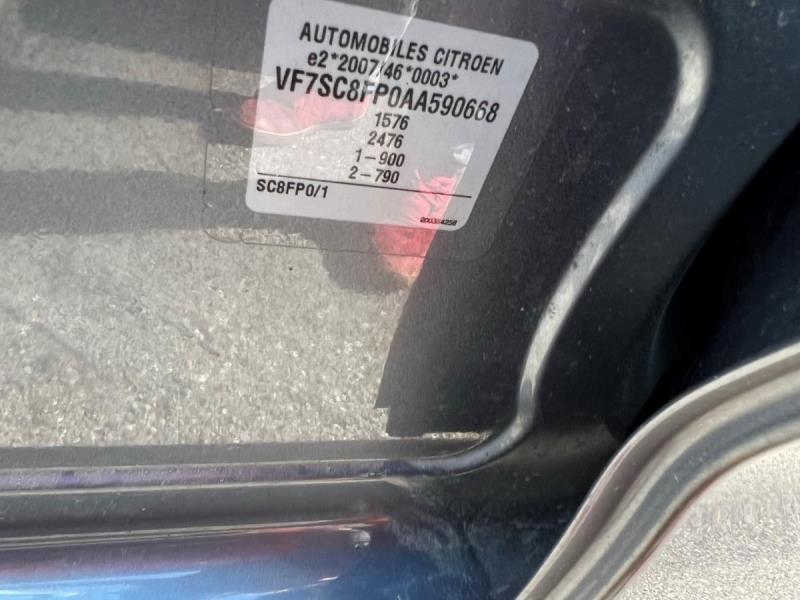 AUTOMOBILES CITROEN
e2*2007/46*0003*
VF7SC8FP0AA590668
1576
2476
1-900
2-790
SC8FP0/1